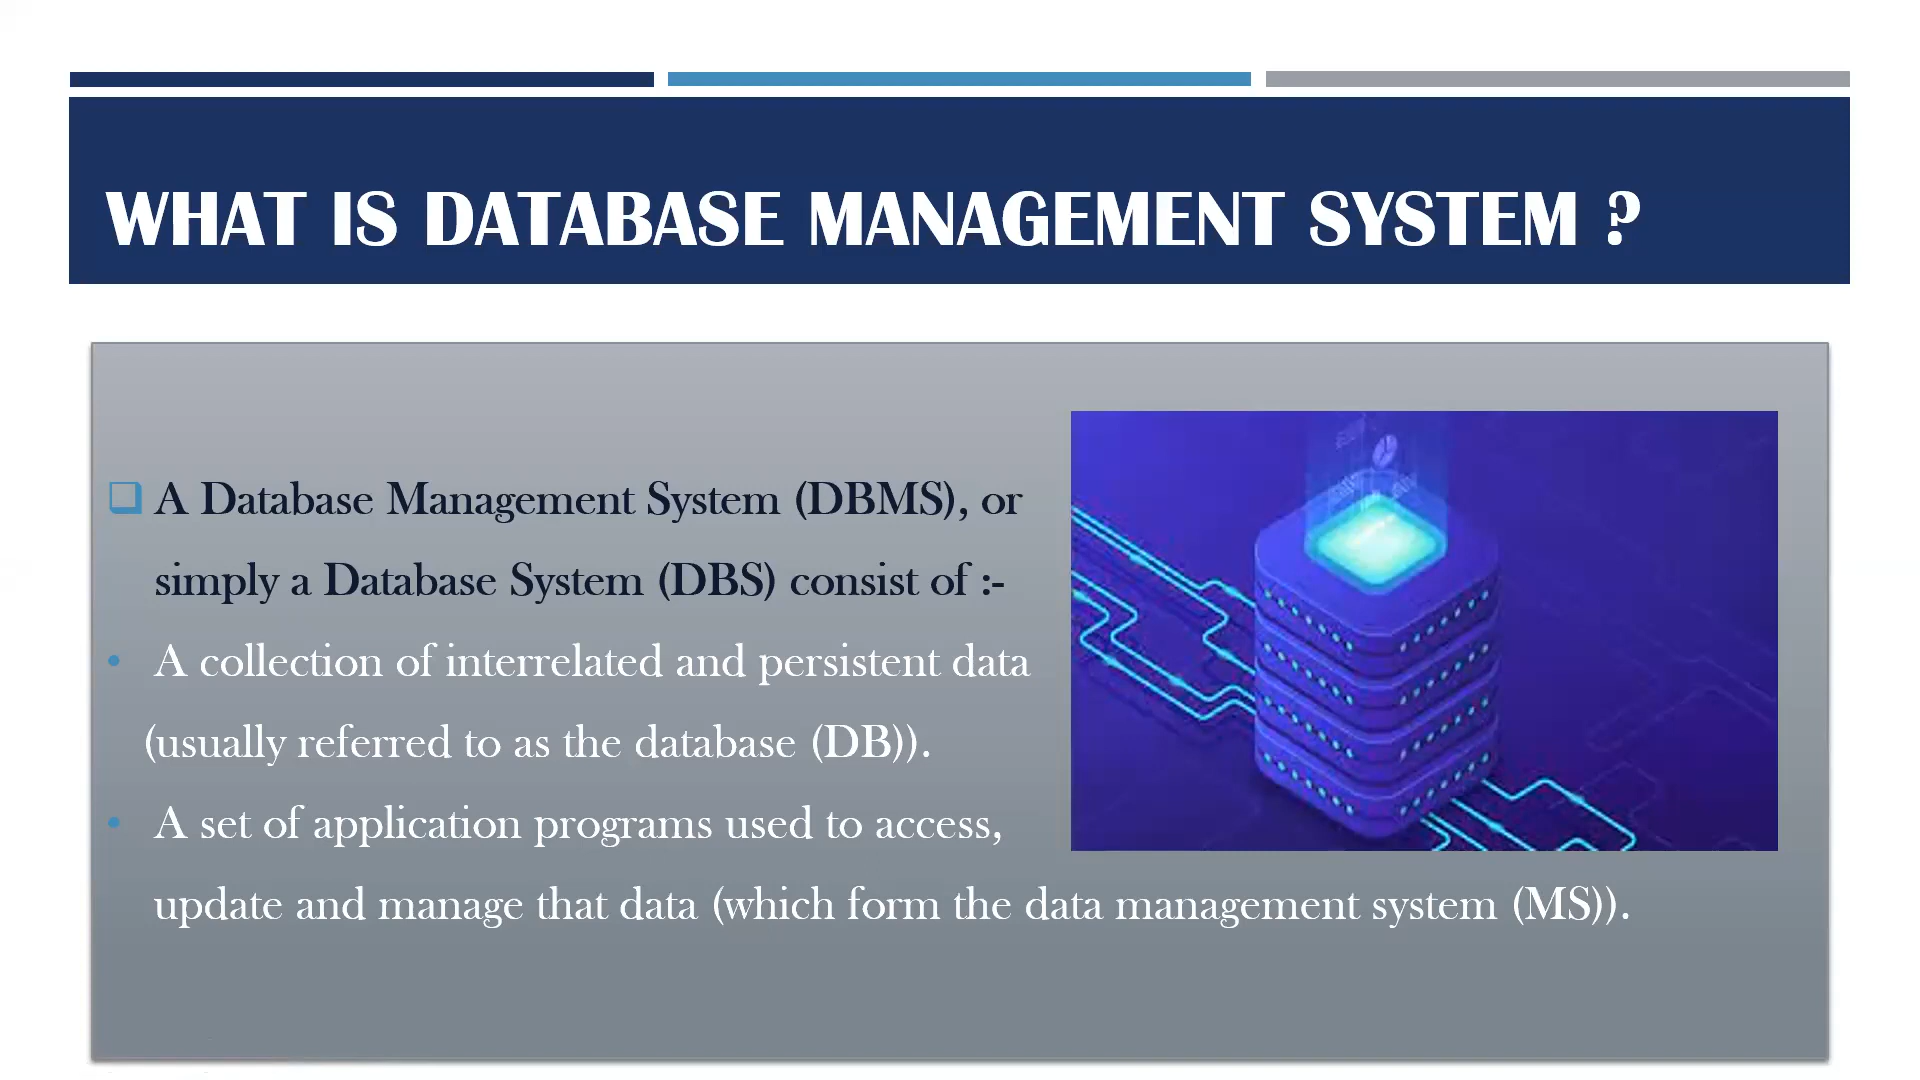 WHAT IS DATABASE MANAGEMENT SYSTEM ?
A Database Management System (DBMS), or
simply a Database System (DBS) consist of :-
• A collection of interrelated and persistent data
(usually referred to as the database (DB)).
• A set of application programs used to access,
update and manage that data (which form the data management system (MS)).